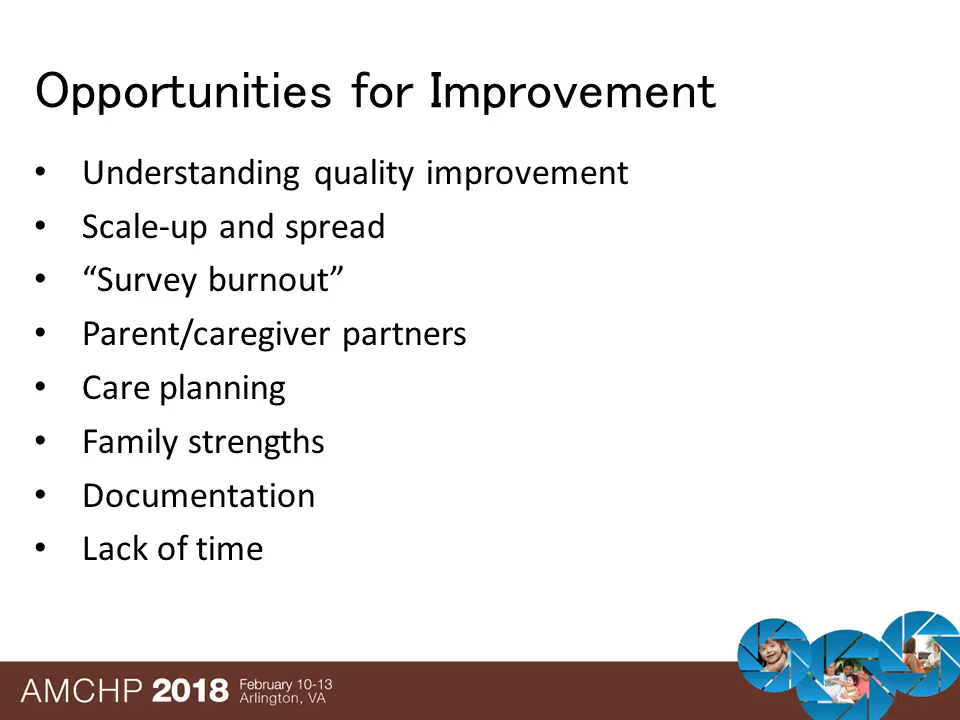 Opportunities for Improvement
• Understanding quality improvement
• Scale-up and spread
• “Survey burnout”
• Parent/caregiver partners
• Care planning
• Family strengths
• Documentation
• Lack of time
AMCHP 2018 February 10-13
Arlington, VA